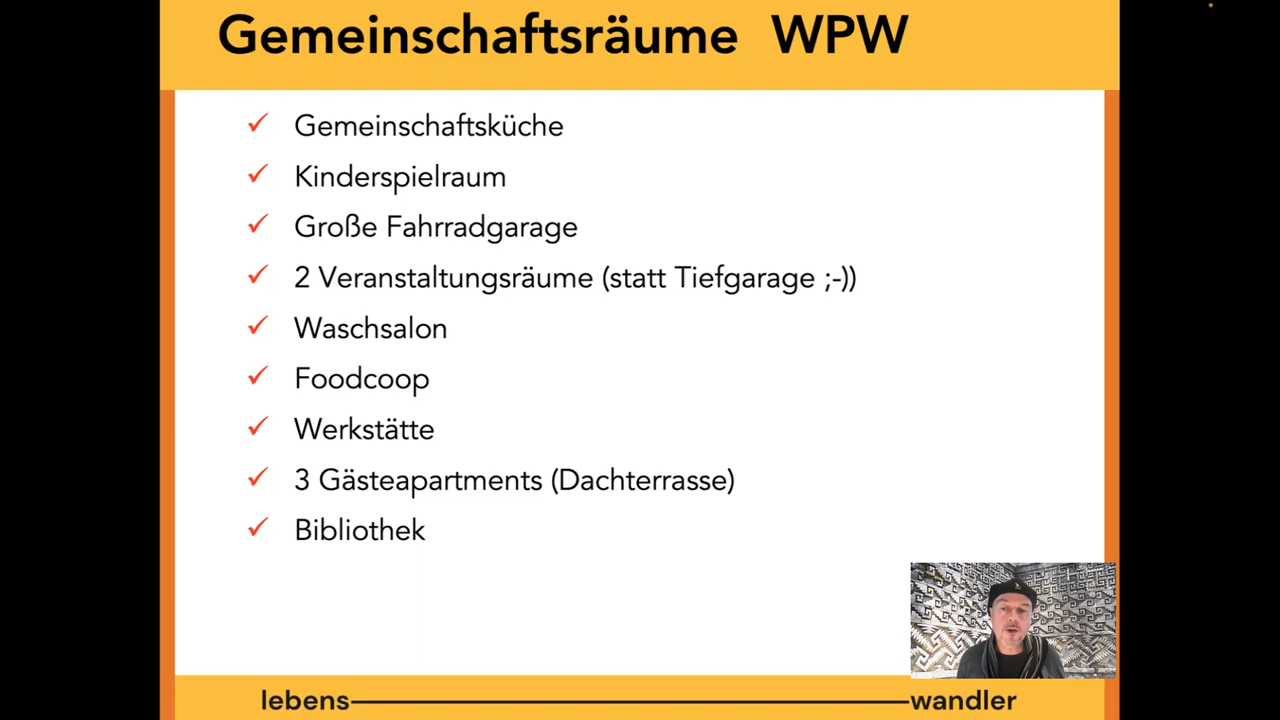 Gemeinschaftsräume WPW
Gemeinschaftsküche
Kinderspielraum
Große Fahrradgarage
2 Veranstaltungsräume (statt Tiefgarage ;-))
Waschsalon
Foodcoop
Werkstätte
3 Gästeapartments (Dachterrasse)
Bibliothek
lebens wandler